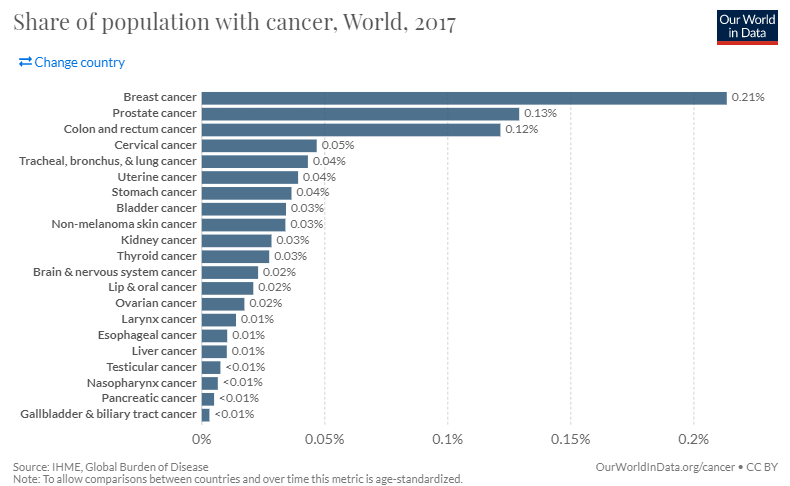 Share of population with cancer, World, 2017
Our World
in Data
⇄ Change country
Breast cancer 0.21%
Prostate cancer 0.13%
Colon and rectum cancer 0.12%
Cervical cancer 0.05%
Tracheal, bronchus, & lung cancer 0.04%
Uterine cancer 0.04%
Stomach cancer 0.04%
Bladder cancer 0.03%
Non-melanoma skin cancer 0.03%
Kidney cancer 0.03%
Thyroid cancer 0.03%
Brain & nervous system cancer 0.02%
Lip & oral cancer 0.02%
Ovarian cancer 0.02%
Larynx cancer 0.01%
Esophageal cancer 0.01%
Liver cancer 0.01%
Testicular cancer <0.01%
Nasopharynx cancer <0.01%
Pancreatic cancer <0.01%
Gallbladder & biliary tract cancer <0.01%
0% 0.05% 0.1% 0.15% 0.2%
Source: IHME, Global Burden of Disease OurWorldInData.org/cancer • CC BY
Note: To allow comparisons between countries and over time this metric is age-standardized.